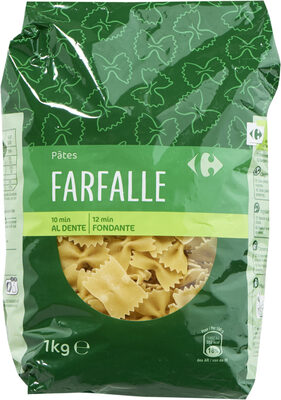 Pâtes
FARFALLE
10 min
AL DENTE
12 min
FONDANTE
1kg ℮